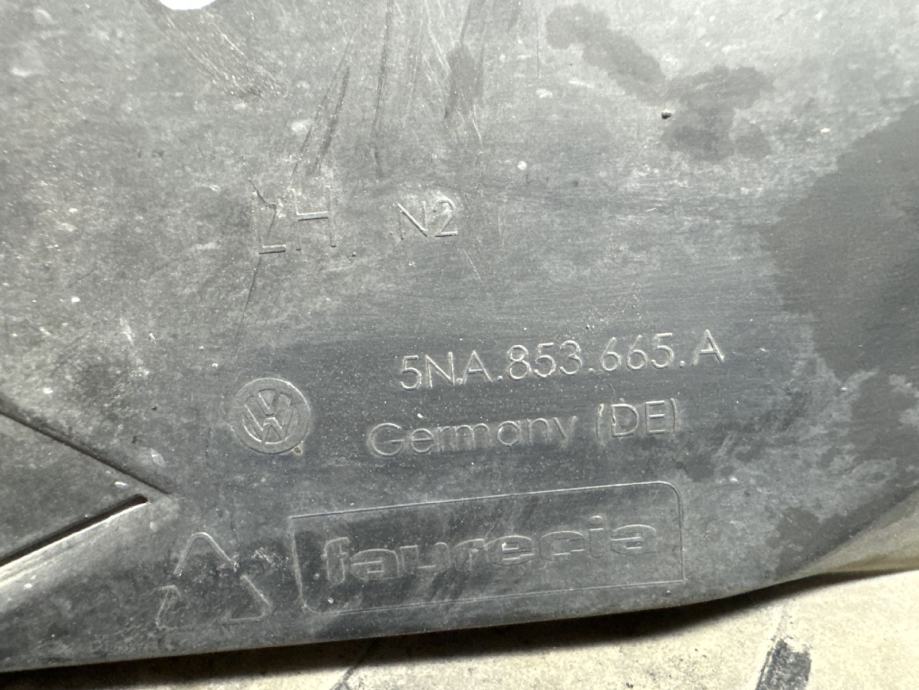 LH N2
5NA.853.665.A
Germany (DE)
faurecia